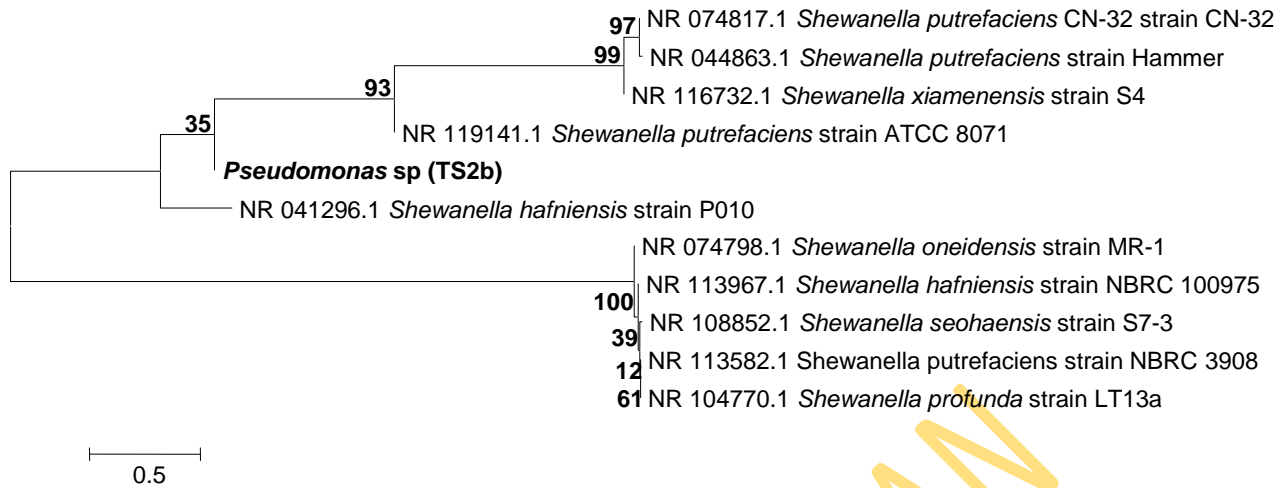 97 NR 074817.1 Shewanella putrefaciens CN-32 strain CN-32
NR 044863.1 Shewanella putrefaciens strain Hammer
99
NR 116732.1 Shewanella xiamenensis strain S4
93
NR 119141.1 Shewanella putrefaciens strain ATCC 8071
35
Pseudomonas sp (TS2b)
NR 041296.1 Shewanella hafniensis strain P010
NR 074798.1 Shewanella oneidensis strain MR-1
NR 113967.1 Shewanella hafniensis strain NBRC 100975
100
NR 108852.1 Shewanella seohaensis strain S7-3
39
NR 113582.1 Shewanella putrefaciens strain NBRC 3908
12
61 NR 104770.1 Shewanella profunda strain LT13a
0.5